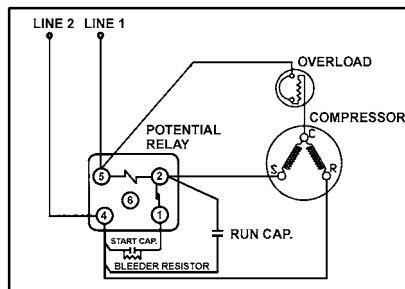 LINE 2 LINE 1
OVERLOAD
COMPRESSOR
POTENTIAL
RELAY
C
S R
5 2
6
4 1
START CAP.
RUN CAP.
BLEEDER RESISTOR